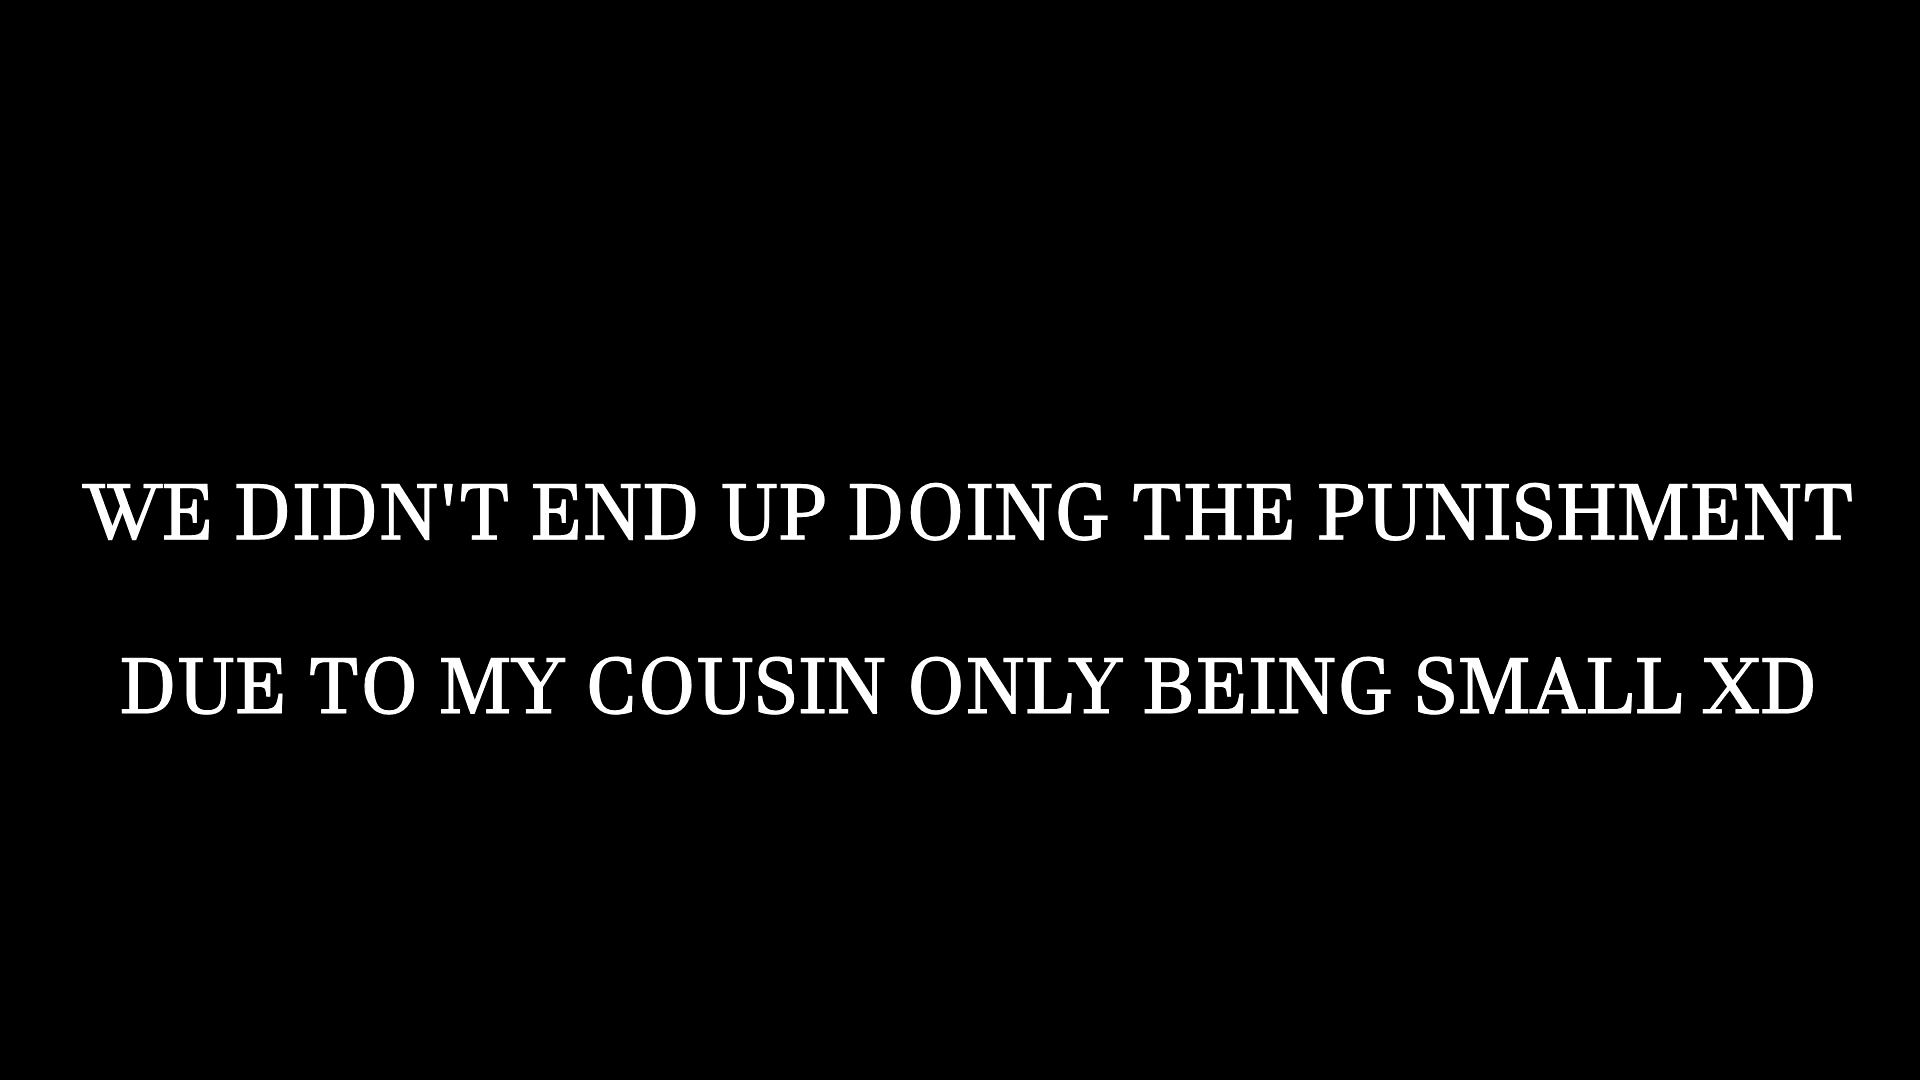 WE DIDN'T END UP DOING THE PUNISHMENT
DUE TO MY COUSIN ONLY BEING SMALL XD